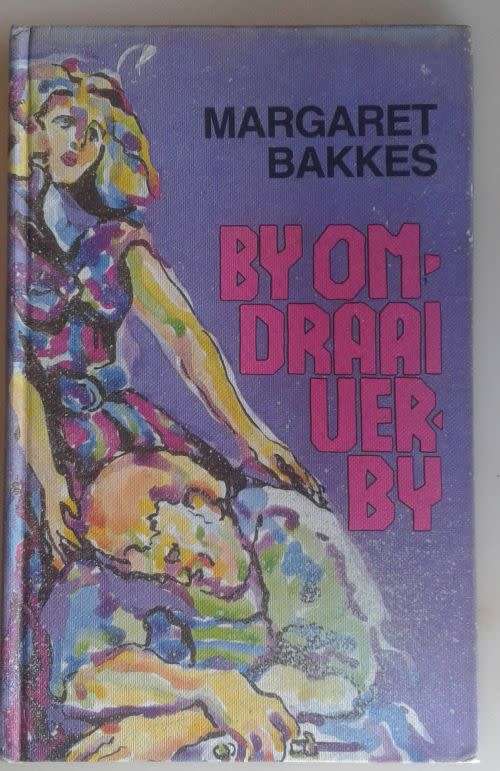 MARGARET
BAKKES
BY OM-
DRAAI
VER-
BY